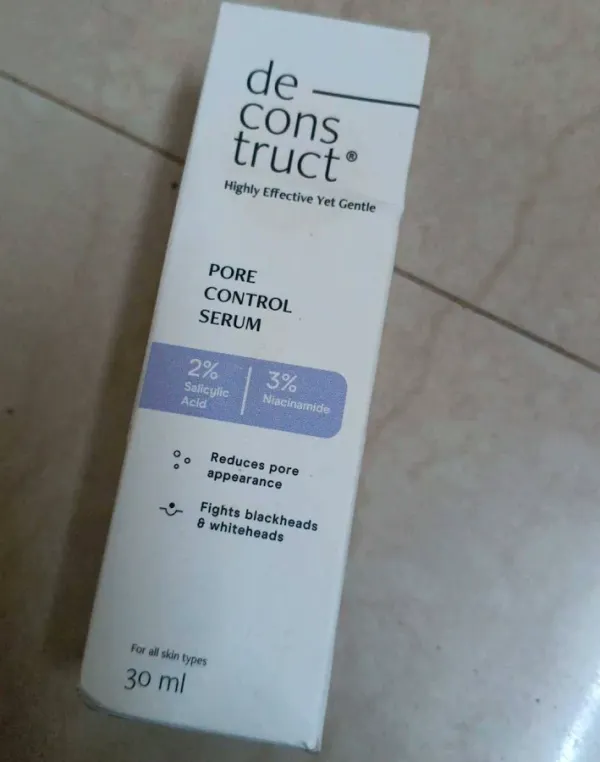 de
cons
truct®
Highly Effective Yet Gentle
PORE
CONTROL
SERUM
2%
Salicylic
Acid
3%
Niacinamide
Reduces pore
appearance
Fights blackheads
& whiteheads
For all skin types
30 ml